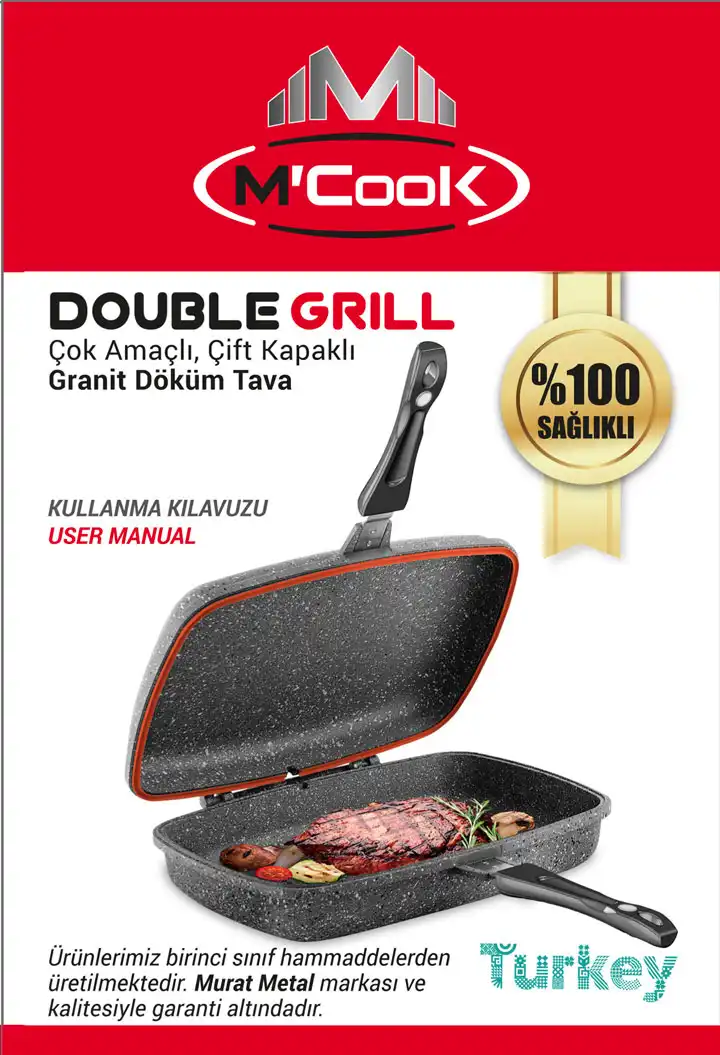 M'CooK
DOUBLE GRILL
Çok Amaçlı, Çift Kapaklı
Granit Döküm Tava
%100
SAĞLIKLI
KULLANMA KILAVUZU
USER MANUAL
Ürünlerimiz birinci sınıf hammaddelerden
üretilmektedir. Murat Metal markası ve
kalitesiyle garanti altındadır.
Turkey